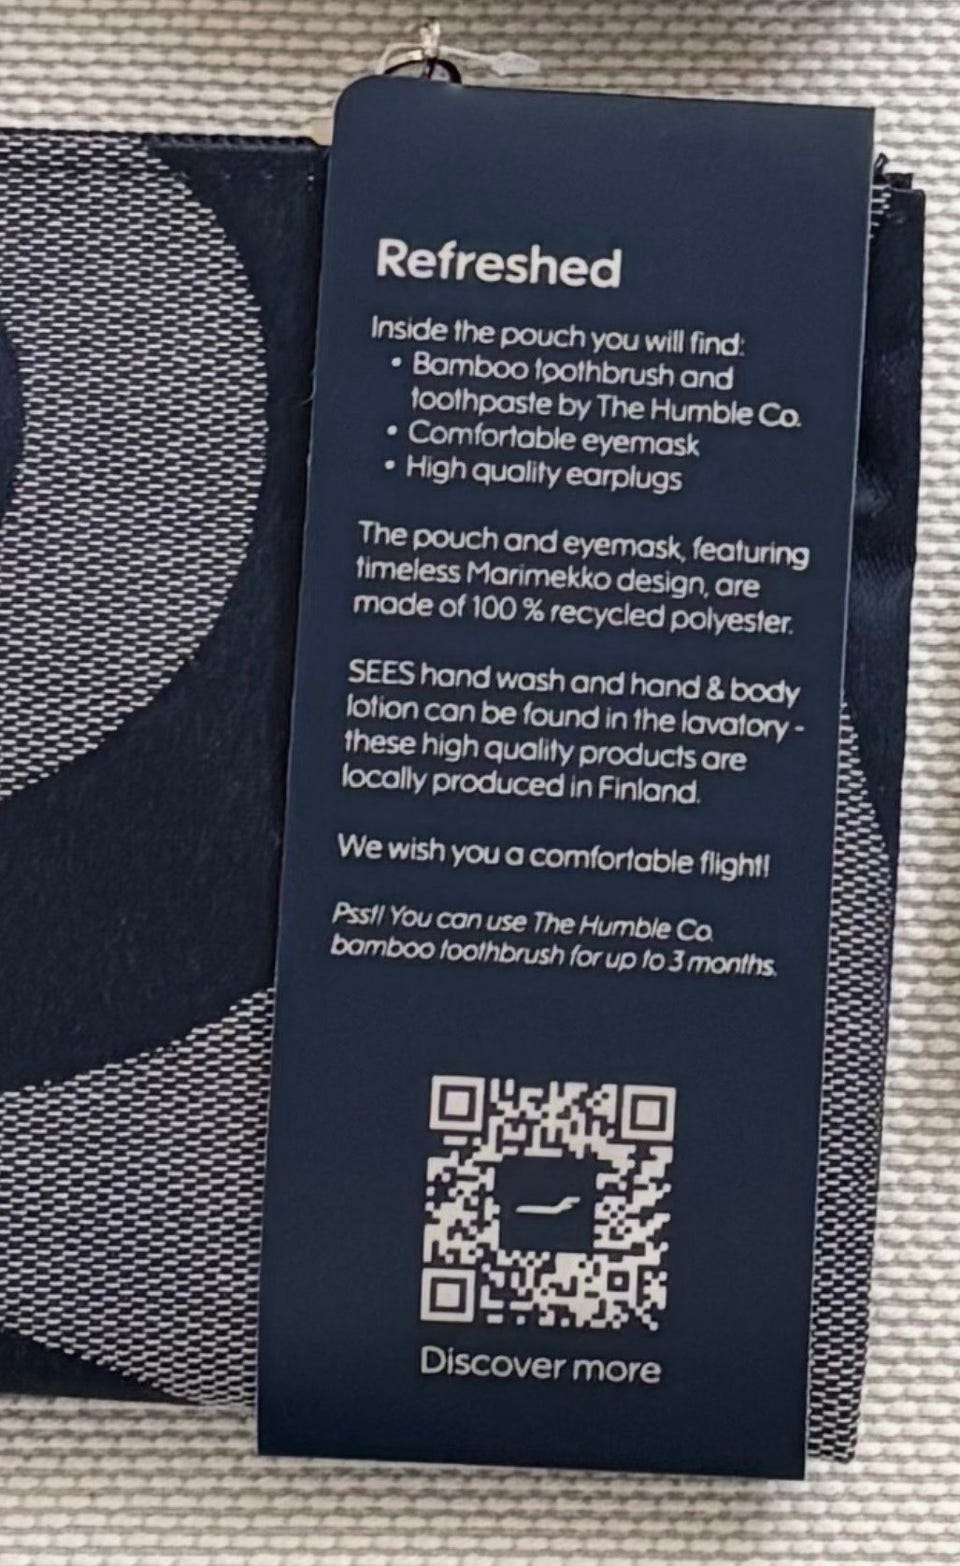 Refreshed
Inside the pouch you will find:
• Bamboo toothbrush and
toothpaste by The Humble Co.
• Comfortable eyemask
• High quality earplugs
The pouch and eyemask, featuring
timeless Marimekko design, are
made of 100 % recycled polyester.
SEES hand wash and hand & body
lotion can be found in the lavatory -
these high quality products are
locally produced in Finland.
We wish you a comfortable flight!
Psst! You can use The Humble Co.
bamboo toothbrush for up to 3 months.
Discover more